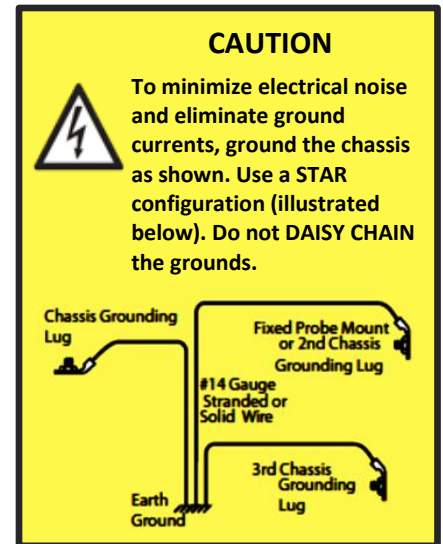 CAUTION
To minimize electrical noise
and eliminate ground
currents, ground the chassis
as shown. Use a STAR
configuration (illustrated
below). Do not DAISY CHAIN
the grounds.
Chassis Grounding
Lug
Fixed Probe Mount
or 2nd Chassis
Grounding Lug
#14 Gauge
Stranded or
Solid Wire
3rd Chassis
Grounding
Lug
Earth
Ground